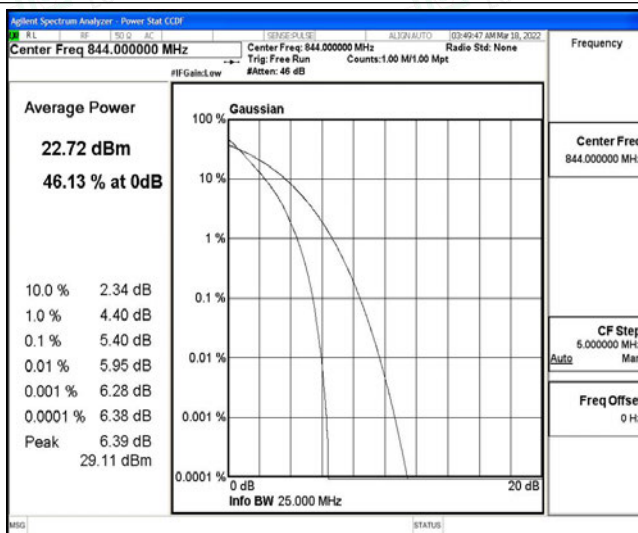 Agilent Spectrum Analyzer - Power Stat CCDF
RL RF 50 Ω AC SENSE:PULSE ALIGN AUTO 03:49:47 AM Mar 18, 2022
Center Freq 844.000000 MHz
Center Freq: 844.000000 MHz Radio Std: None
Trig: Free Run Counts:1.00 M/1.00 Mpt
#IFGain:Low #Atten: 46 dB
Frequency
Average Power
22.72 dBm
46.13 % at 0dB
10.0 % 2.34 dB
1.0 % 4.40 dB
0.1 % 5.40 dB
0.01 % 5.95 dB
0.001 % 6.28 dB
0.0001 % 6.38 dB
Peak 6.39 dB
29.11 dBm
Gaussian
100 %
10 %
1 %
0.1 %
0.01 %
0.001 %
0.0001 %
0 dB 20 dB
Info BW 25.000 MHz
Center Freq
844.000000 MHz
CF Step
5.000000 MHz
Auto Man
Freq Offset
0 Hz
MSG STATUS